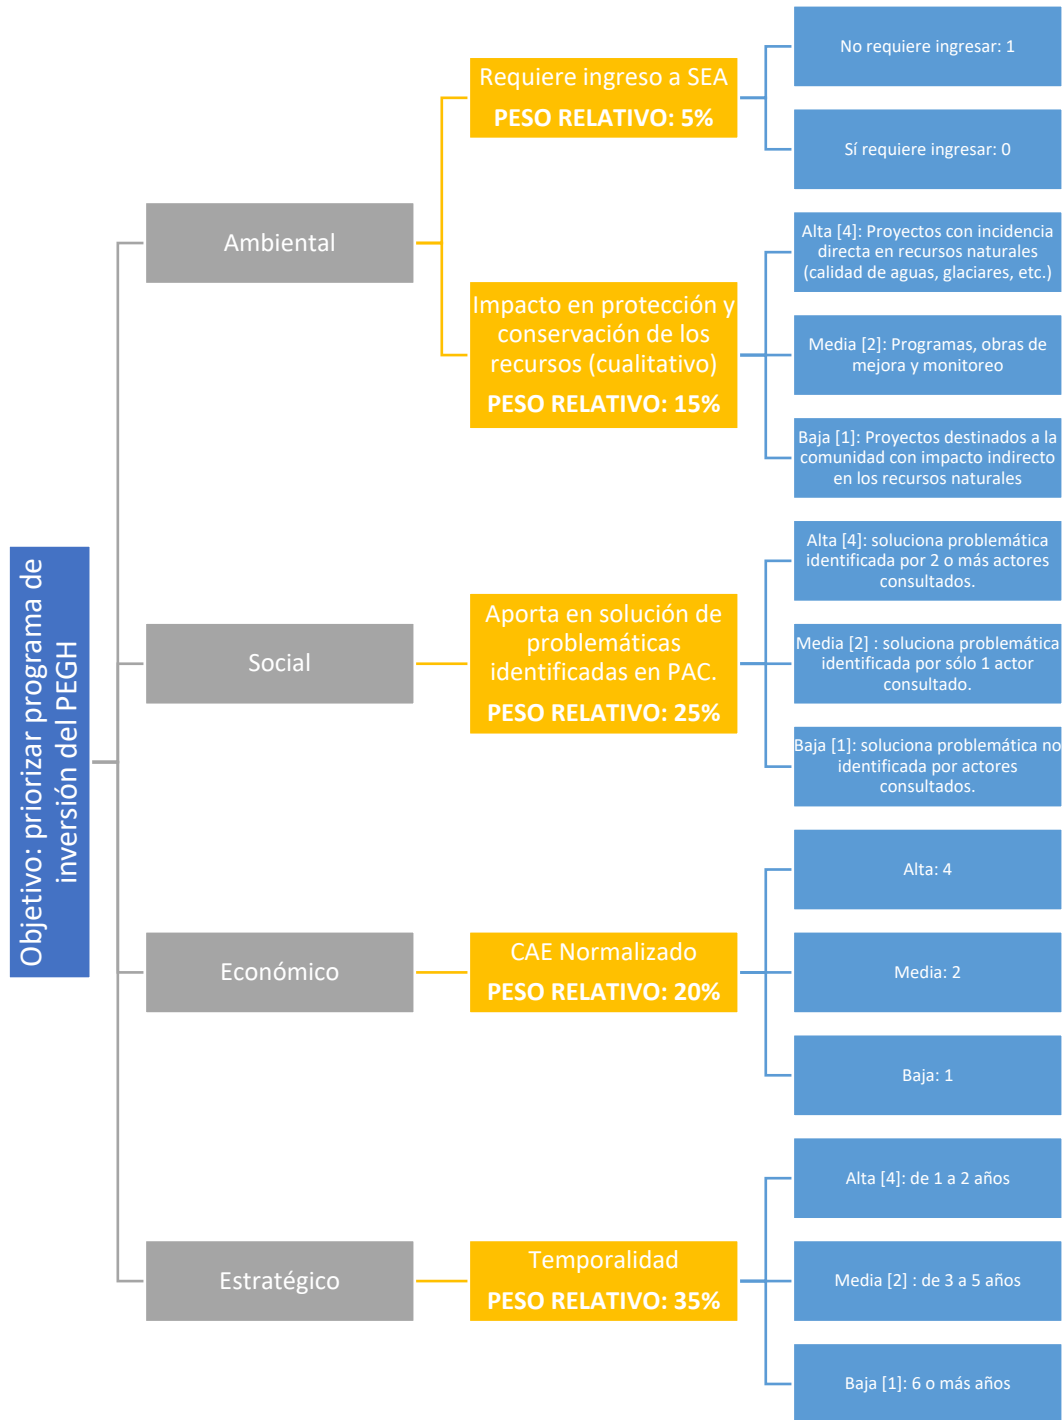 Objetivo: priorizar programa de
inversión del PEGH
Ambiental
Requiere ingreso a SEA
PESO RELATIVO: 5%
No requiere ingresar: 1
Sí requiere ingresar: 0
Impacto en protección y
conservación de los
recursos (cualitativo)
PESO RELATIVO: 15%
Alta [4]: Proyectos con incidencia
directa en recursos naturales
(calidad de aguas, glaciares, etc.)
Media [2]: Programas, obras de
mejora y monitoreo
Baja [1]: Proyectos destinados a la
comunidad con impacto indirecto
en los recursos naturales
Social
Aporta en solución de
problemáticas
identificadas en PAC.
PESO RELATIVO: 25%
Alta [4]: soluciona problemática
identificada por 2 o más actores
consultados.
Media [2] : soluciona problemática
identificada por sólo 1 actor
consultado.
Baja [1]: soluciona problemática no
identificada por actores
consultados.
Económico
CAE Normalizado
PESO RELATIVO: 20%
Alta: 4
Media: 2
Baja: 1
Estratégico
Temporalidad
PESO RELATIVO: 35%
Alta [4]: de 1 a 2 años
Media [2] : de 3 a 5 años
Baja [1]: 6 o más años